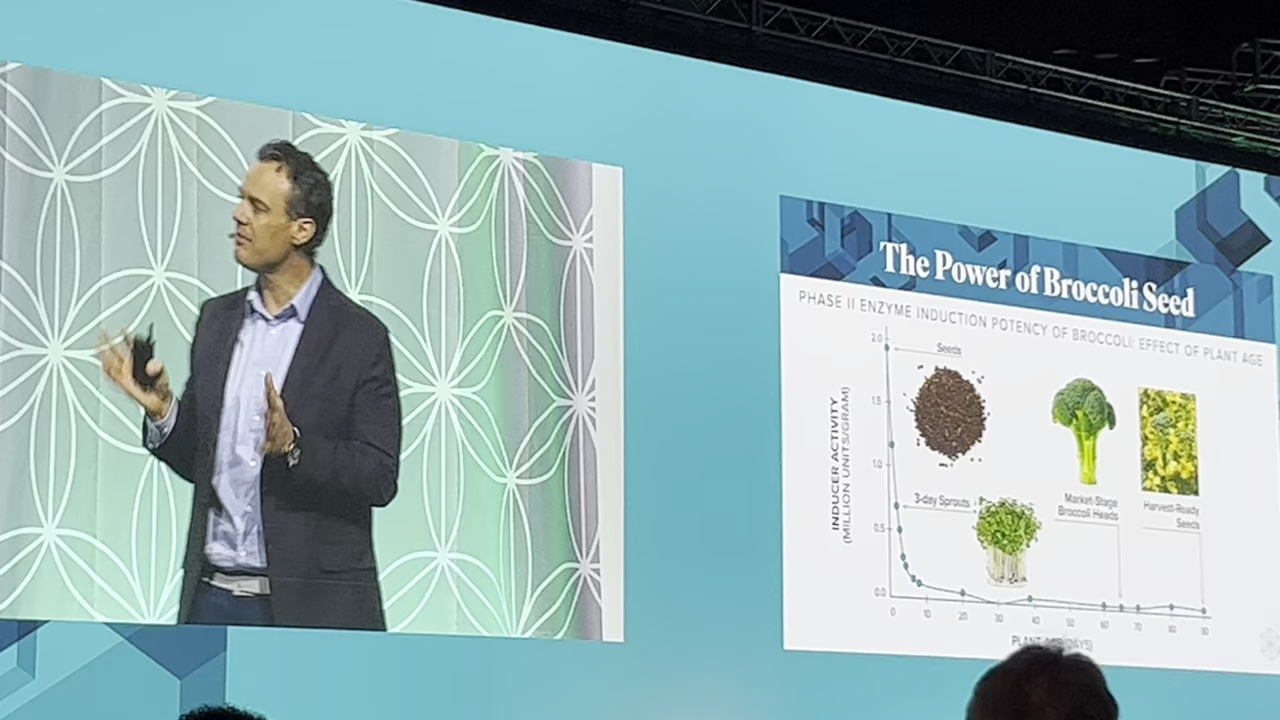 The Power of Broccoli Seed
PHASE II ENZYME INDUCTION POTENCY OF BROCCOLI: EFFECT OF PLANT AGE
INDUCER ACTIVITY
(MILLION UNITS/GRAM)
2.0
1.5
1.0
0.5
0.0
Seeds
3-day Sprouts
Market-Stage
Broccoli Heads
Harvest-Ready
Seeds
0 10 20 30 40 50 60 70 80 90
PLANT AGE (DAYS)